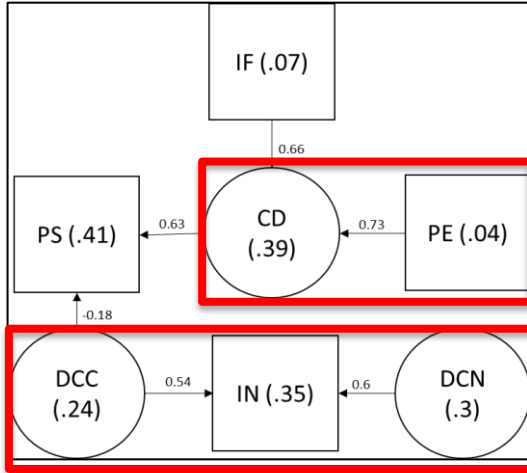 IF (.07)
0.66
PS (.41)
0.63
CD
(.39)
0.73
PE (.04)
-0.18
DCC
(.24)
0.54
IN (.35)
0.6
DCN
(.3)